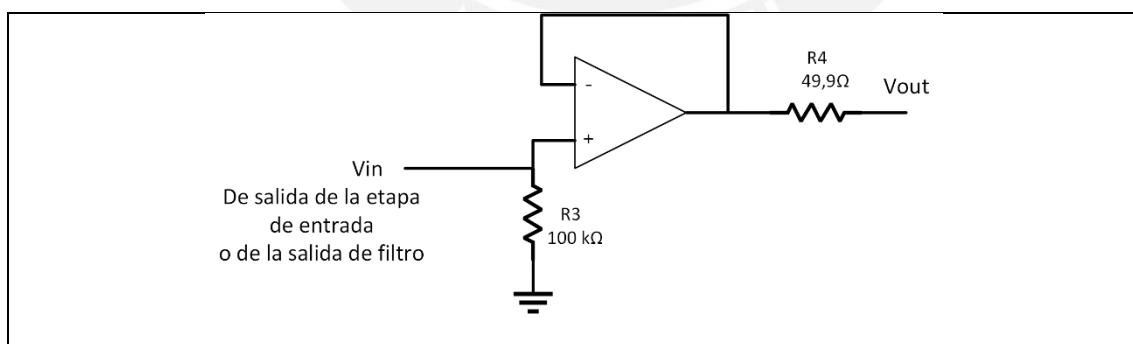 R4
49,9Ω
Vout
-
+
Vin
De salida de la etapa
de entrada
o de la salida de filtro
R3
100 kΩ